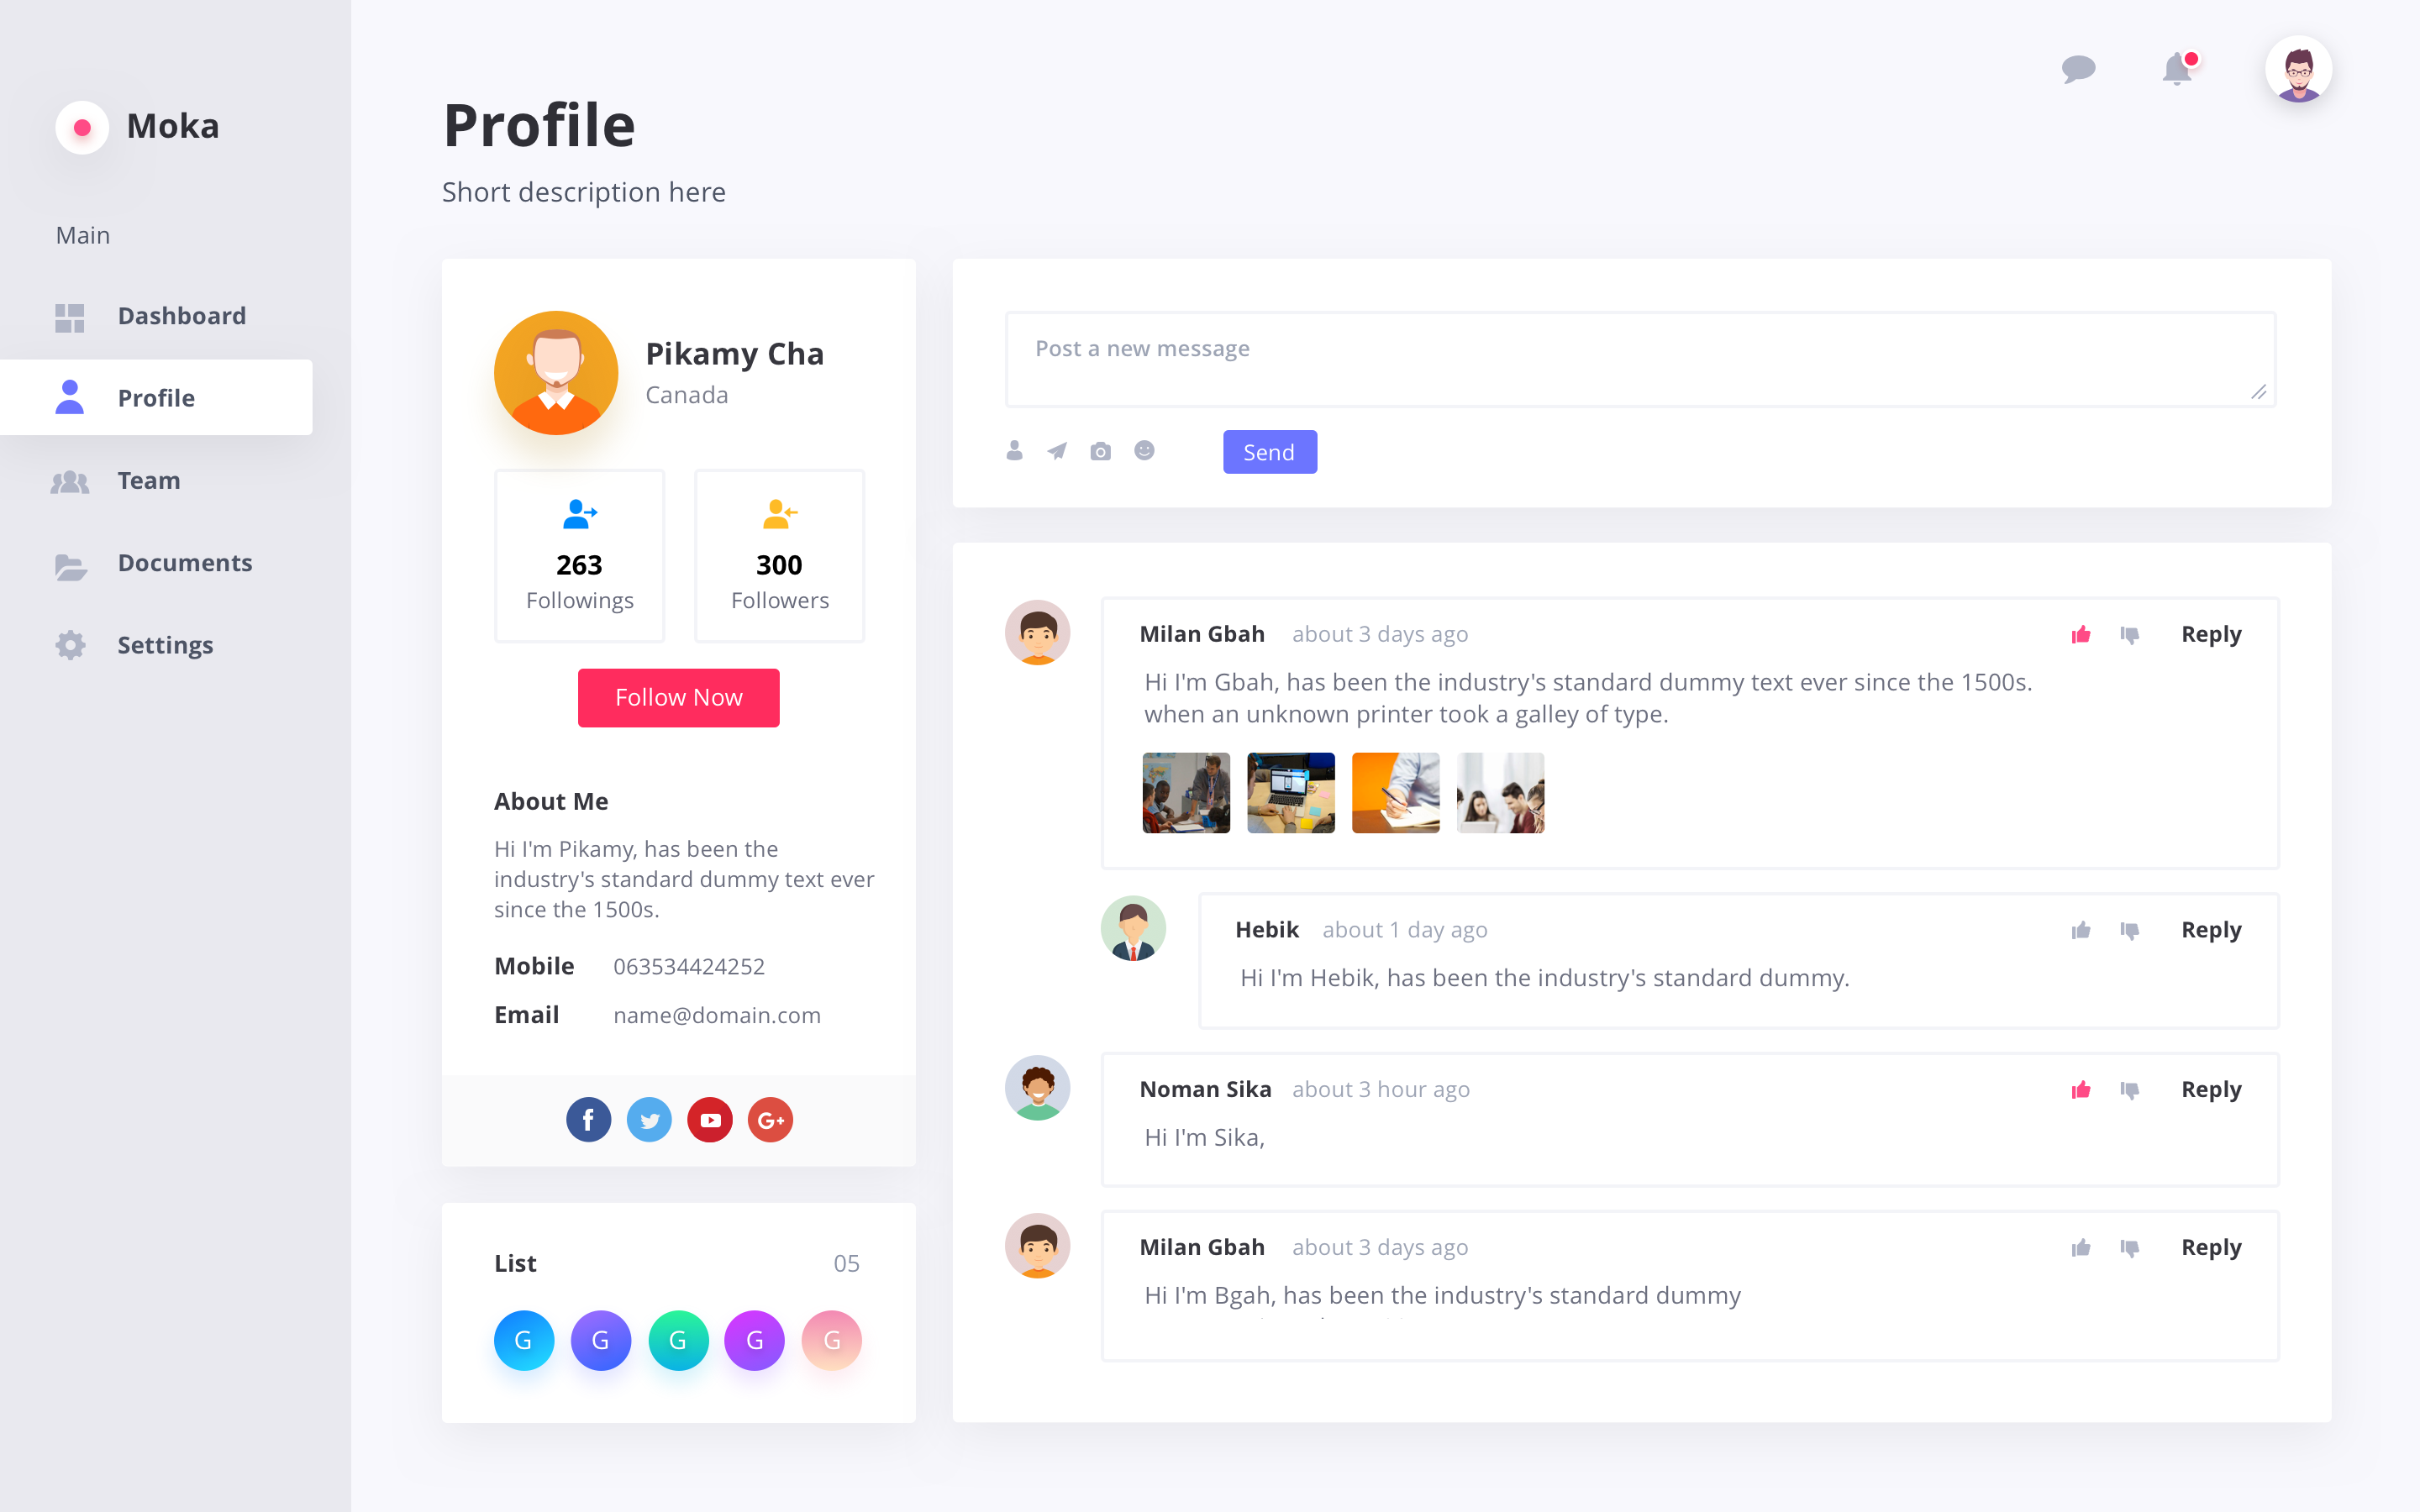 Moka
Main
Dashboard
Profile
Team
Documents
Settings
Profile
Short description here
Pikamy Cha
Canada
263
Followings
300
Followers
Follow Now
About Me
Hi I'm Pikamy, has been the
industry's standard dummy text ever
since the 1500s.
Mobile 063534424252
Email name@domain.com
f G+
List 05
G G G G G
Post a new message
Send
Milan Gbah about 3 days ago Reply
Hi I'm Gbah, has been the industry's standard dummy text ever since the 1500s.
when an unknown printer took a galley of type.
Hebik about 1 day ago Reply
Hi I'm Hebik, has been the industry's standard dummy.
Noman Sika about 3 hour ago Reply
Hi I'm Sika,
Milan Gbah about 3 days ago Reply
Hi I'm Bgah, has been the industry's standard dummy